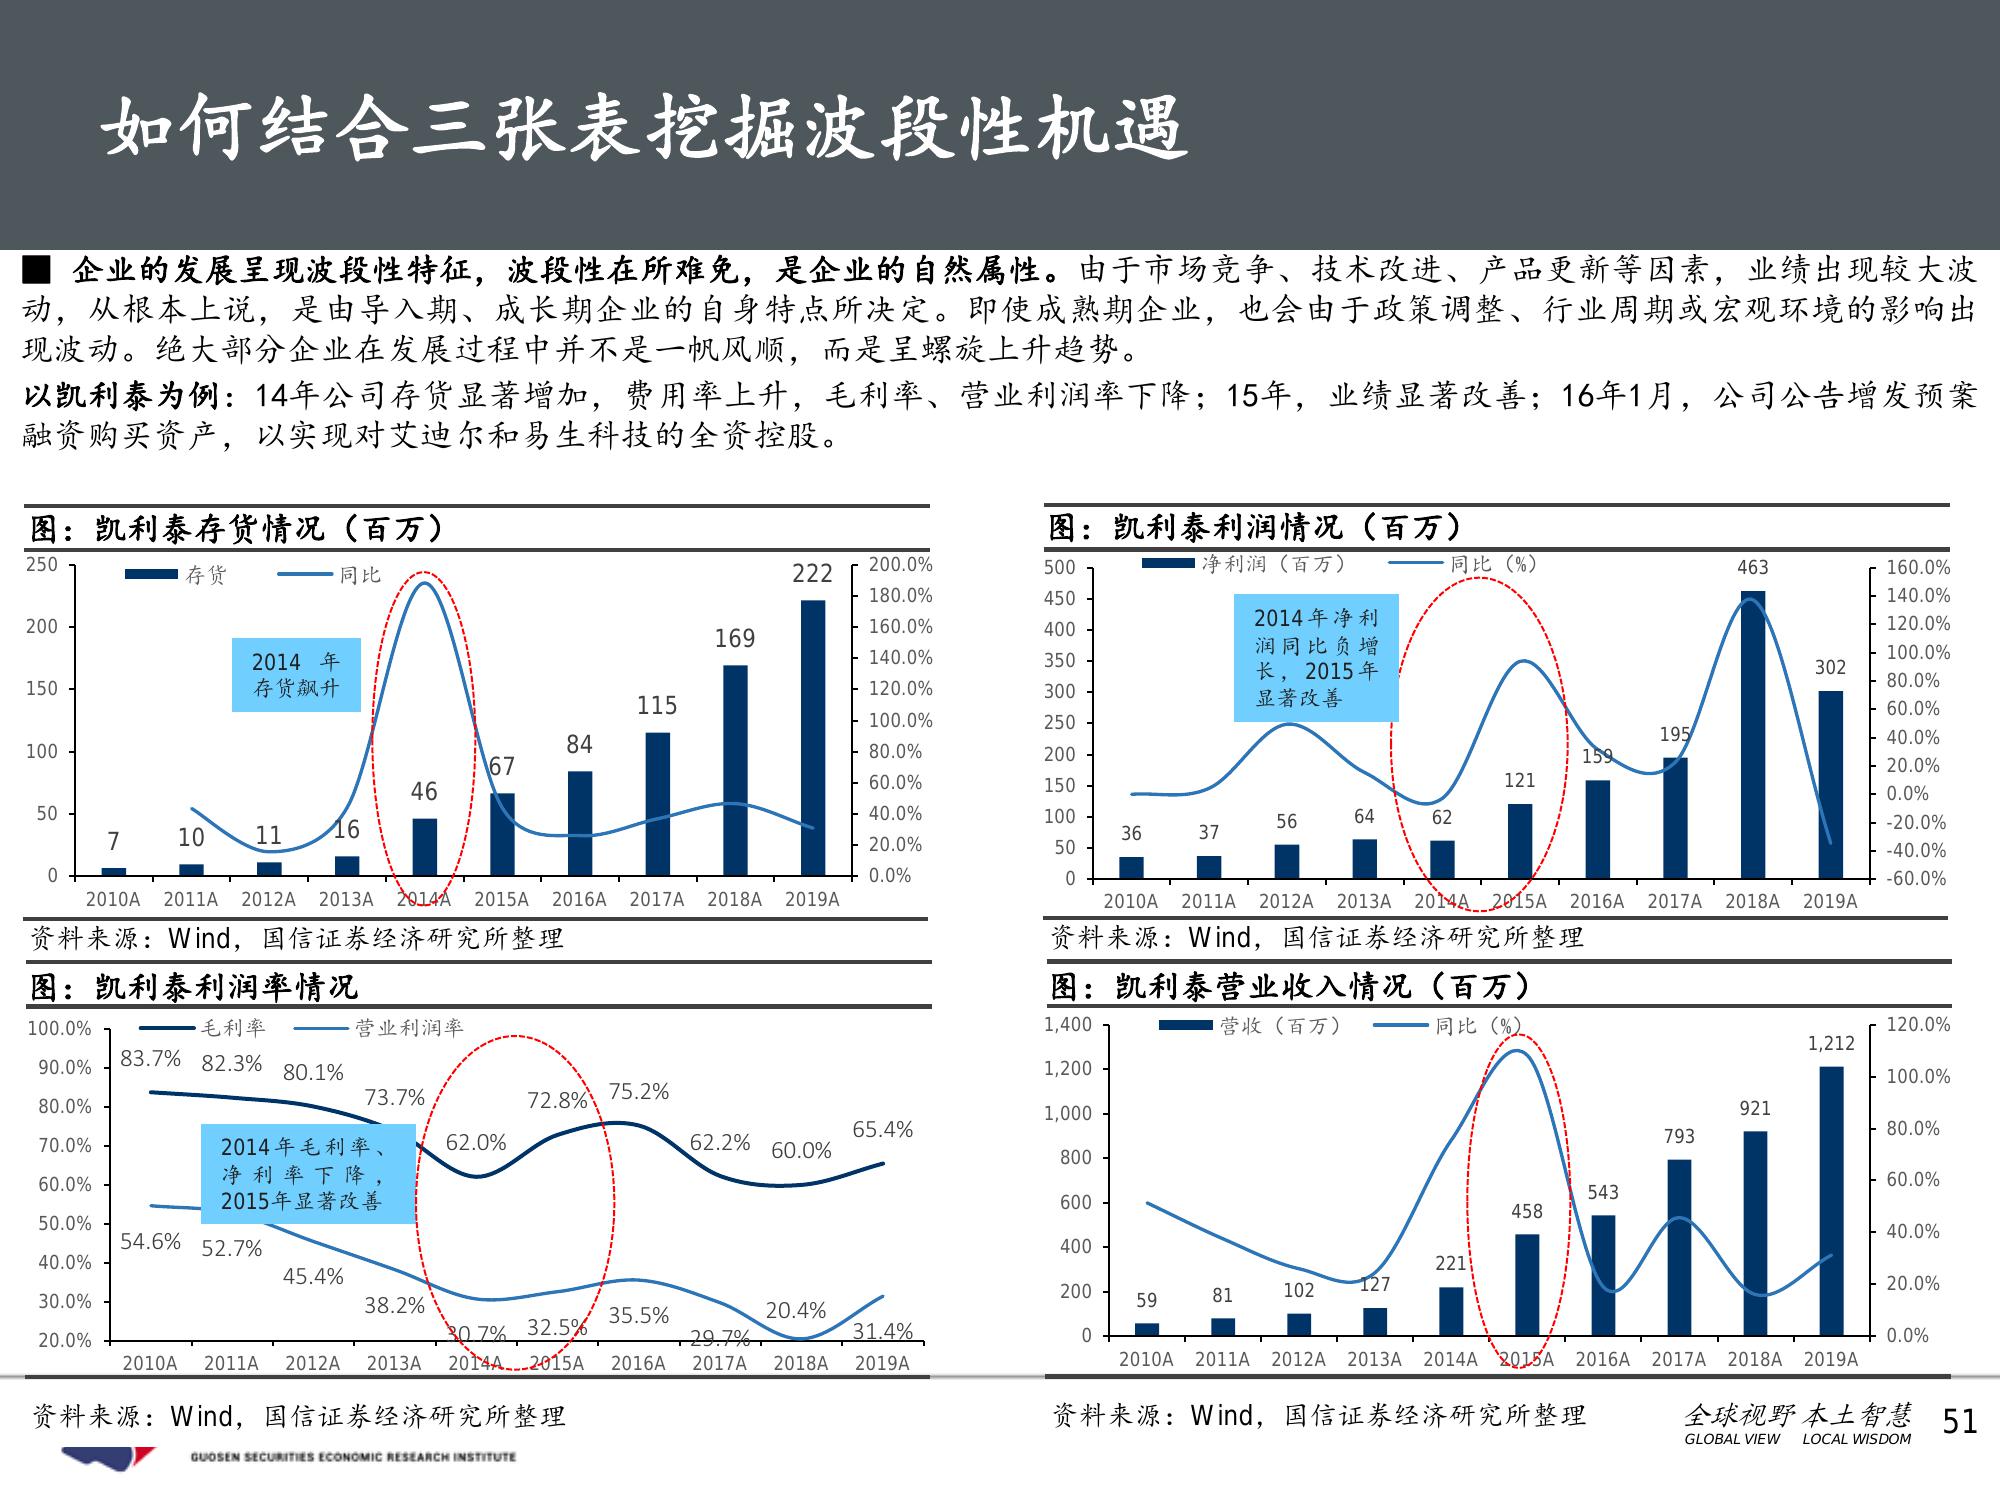 如何结合三张表挖掘波段性机遇
■ 企业的发展呈现波段性特征，波段性在所难免，是企业的自然属性。由于市场竞争、技术改进、产品更新等因素，业绩出现较大波
动，从根本上说，是由导入期、成长期企业的自身特点所决定。即使成熟期企业，也会由于政策调整、行业周期或宏观环境的影响出
现波动。绝大部分企业在发展过程中并不是一帆风顺，而是呈螺旋上升趋势。
以凯利泰为例：14年公司存货显著增加，费用率上升，毛利率、营业利润率下降；15年，业绩显著改善；16年1月，公司公告增发预案
融资购买资产，以实现对艾迪尔和易生科技的全资控股。
图：凯利泰存货情况（百万）
存货 同比
250 200 150 100 50 0
200.0% 180.0% 160.0% 140.0% 120.0% 100.0% 80.0% 60.0% 40.0% 20.0% 0.0%
2014 年
存货飙升
7 10 11 16 46 67 84 115 169 222
2010A 2011A 2012A 2013A 2014A 2015A 2016A 2017A 2018A 2019A
资料来源：Wind，国信证券经济研究所整理
图：凯利泰利润情况（百万）
净利润（百万） 同比（%）
500 450 400 350 300 250 200 150 100 50 0
160.0% 140.0% 120.0% 100.0% 80.0% 60.0% 40.0% 20.0% 0.0% -20.0% -40.0% -60.0%
2014年净利
润同比负增
长，2015年
显著改善
36 37 56 64 62 121 159 195 463 302
2010A 2011A 2012A 2013A 2014A 2015A 2016A 2017A 2018A 2019A
资料来源：Wind，国信证券经济研究所整理
图：凯利泰利润率情况
毛利率 营业利润率
100.0% 90.0% 80.0% 70.0% 60.0% 50.0% 40.0% 30.0% 20.0%
83.7% 82.3% 80.1% 73.7% 62.0% 72.8% 75.2% 62.2% 60.0% 65.4%
2014年毛利率、
净利率下降，
2015年显著改善
54.6% 52.7% 45.4% 38.2% 30.7% 32.5% 35.5% 29.7% 20.4% 31.4%
2010A 2011A 2012A 2013A 2014A 2015A 2016A 2017A 2018A 2019A
资料来源：Wind，国信证券经济研究所整理
图：凯利泰营业收入情况（百万）
营收（百万） 同比（%）
1,400 1,200 1,000 800 600 400 200 0
120.0% 100.0% 80.0% 60.0% 40.0% 20.0% 0.0%
59 81 102 127 221 458 543 793 921 1,212
2010A 2011A 2012A 2013A 2014A 2015A 2016A 2017A 2018A 2019A
资料来源：Wind，国信证券经济研究所整理
全球视野 本土智慧
GLOBAL VIEW LOCAL WISDOM
51
GUOSEN SECURITIES ECONOMIC RESEARCH INSTITUTE